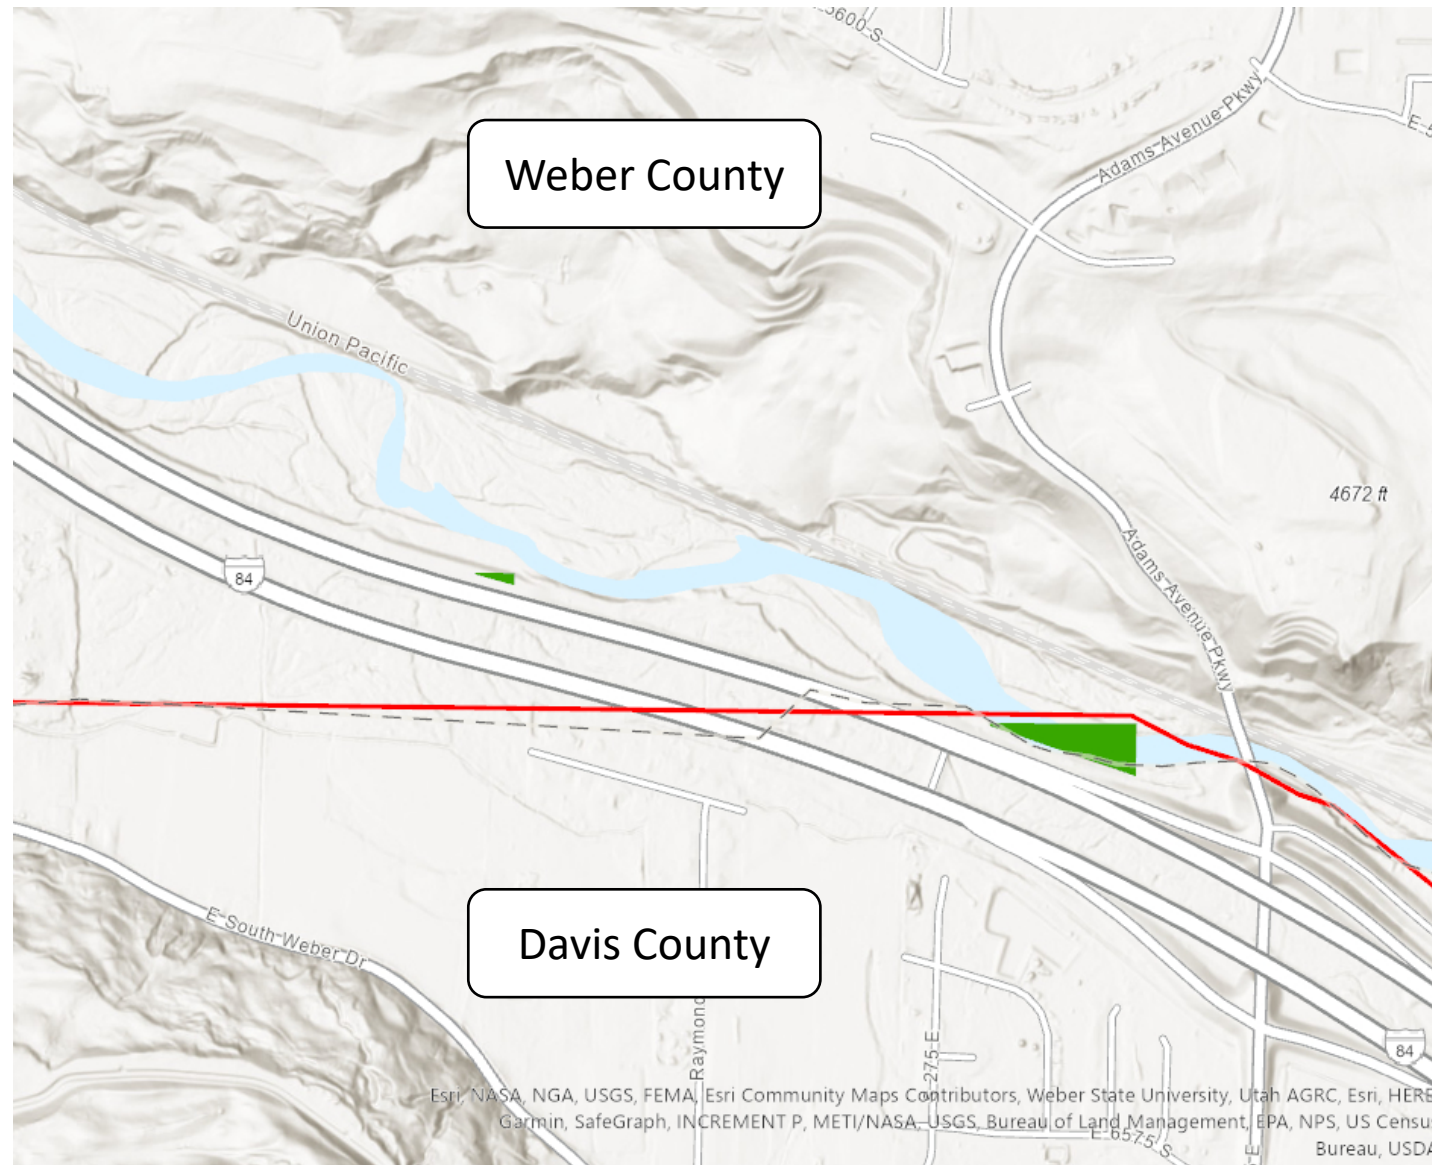 E 5600 S
Adams Avenue Pkwy
Weber County
Union Pacific
4672 ft
Adams Avenue Pkwy
84
Davis County
E South Weber Dr
Raymond
275 E
84
Esri, NASA, NGA, USGS, FEMA, Esri Community Maps Contributors, Weber State University, Utah AGRC, Esri, HERE,
Garmin, SafeGraph, INCREMENT P, METI/NASA, USGS, Bureau of Land Management, EPA, NPS, US Census
Bureau, USDA
E 6575 S